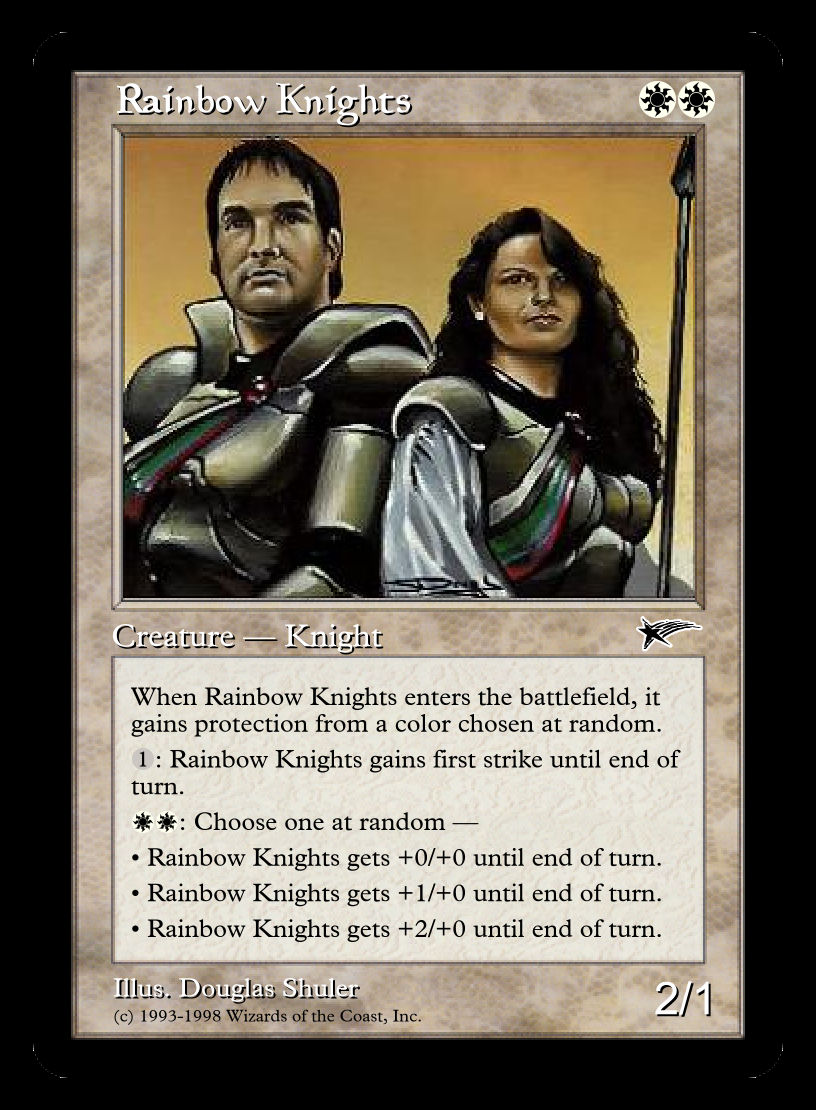 Rainbow Knights
Creature — Knight
When Rainbow Knights enters the battlefield, it
gains protection from a color chosen at random.
1: Rainbow Knights gains first strike until end of
turn.
: Choose one at random —
• Rainbow Knights gets +0/+0 until end of turn.
• Rainbow Knights gets +1/+0 until end of turn.
• Rainbow Knights gets +2/+0 until end of turn.
Illus. Douglas Shuler
2/1
(c) 1993-1998 Wizards of the Coast, Inc.